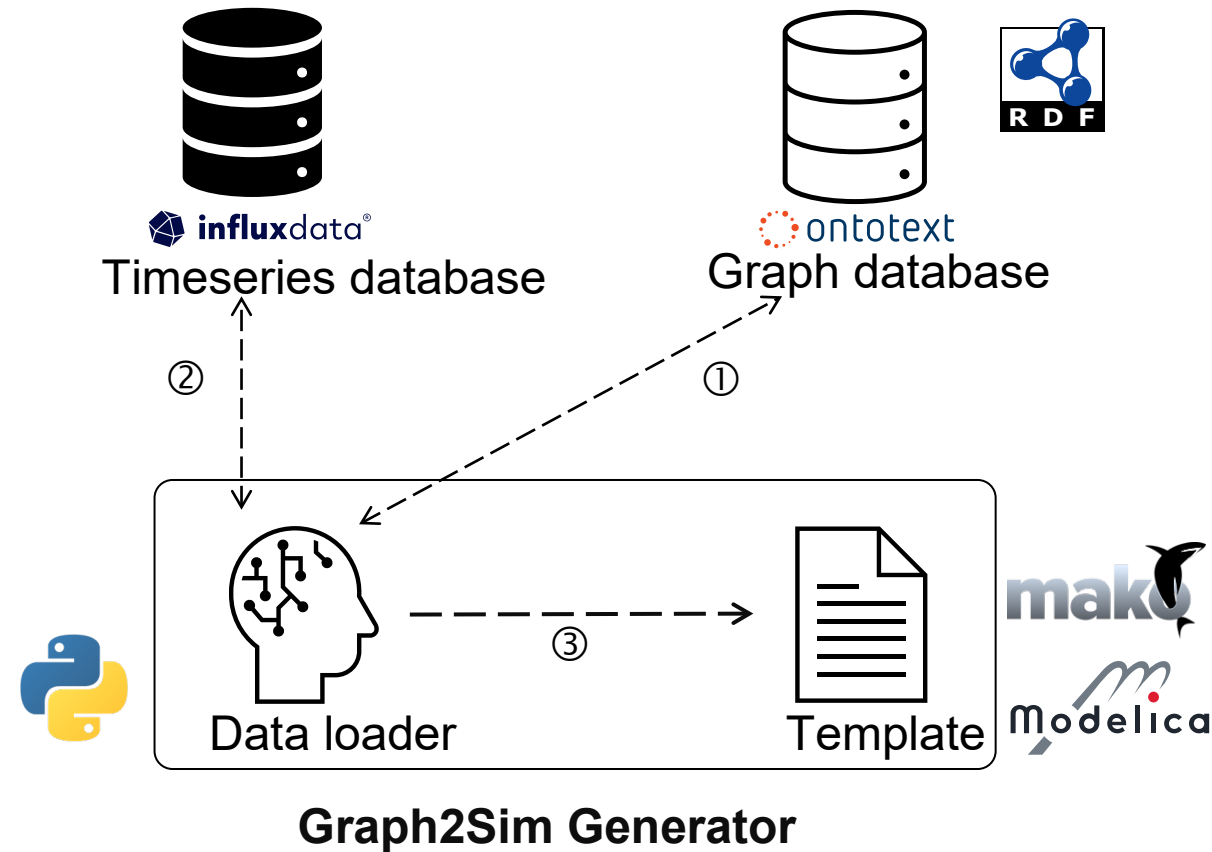 RDF
influxdata®
ontotext
Timeseries database
Graph database
②
①
③
mako
Modelica
Data loader
Template
Graph2Sim Generator